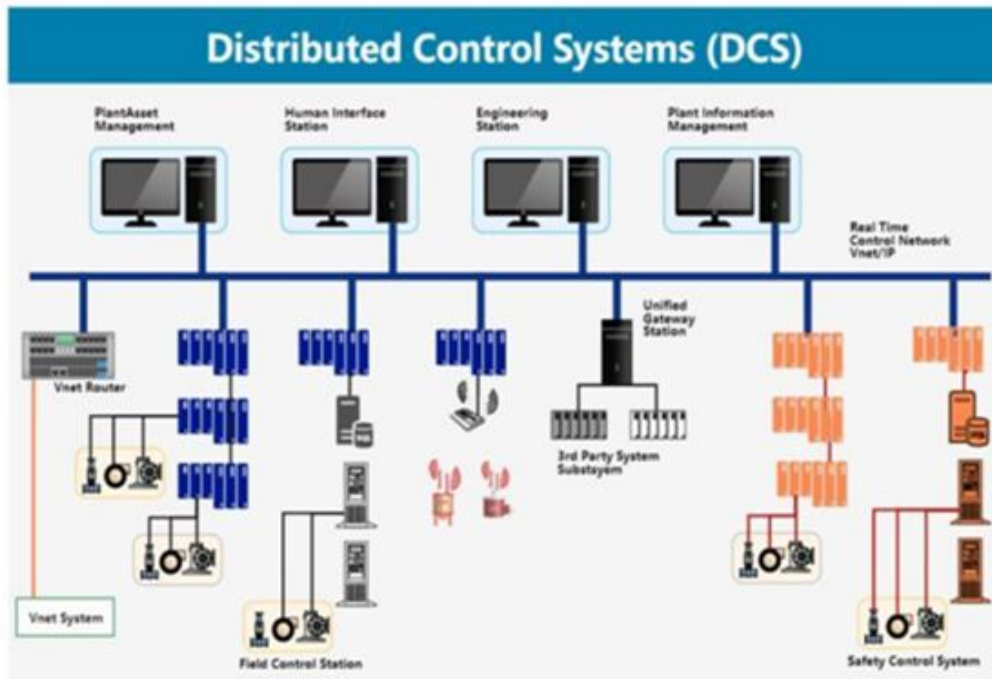 Distributed Control Systems (DCS)
PlantAsset
Management
Human Interface
Station
Engineering
Station
Plant Information
Management
Real Time
Control Network
Vnet/IP
Unified
Gateway
Station
Vnet Router
3rd Party System
Substsyem
Vnet System
Field Control Station
Safety Control System